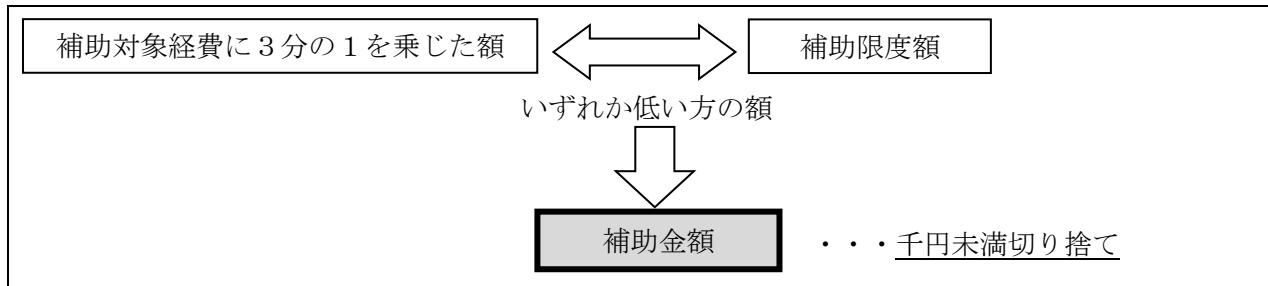 補助対象経費に３分の１を乗じた額
補助限度額
いずれか低い方の額
補助金額
・・・千円未満切り捨て